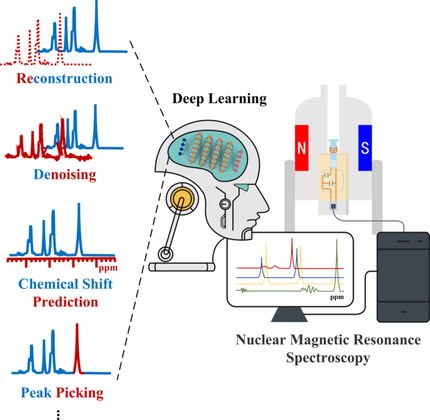 Reconstruction
Deep Learning
N
S
Denoising
ppm
Chemical Shift
Prediction
ppm
Nuclear Magnetic Resonance
Spectroscopy
Peak Picking